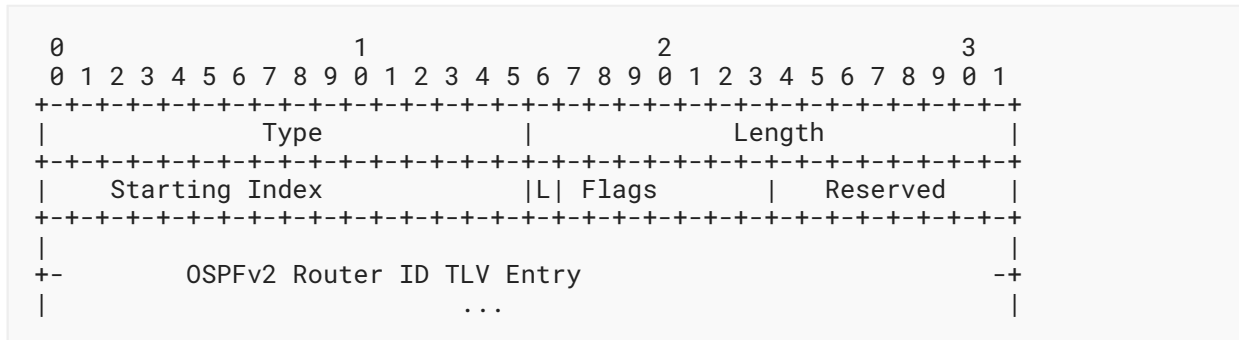 0                   1                   2                   3
 0 1 2 3 4 5 6 7 8 9 0 1 2 3 4 5 6 7 8 9 0 1 2 3 4 5 6 7 8 9 0 1
+-+-+-+-+-+-+-+-+-+-+-+-+-+-+-+-+-+-+-+-+-+-+-+-+-+-+-+-+-+-+-+-+
|              Type             |             Length            |
+-+-+-+-+-+-+-+-+-+-+-+-+-+-+-+-+-+-+-+-+-+-+-+-+-+-+-+-+-+-+-+-+
|    Starting Index             |L| Flags       |   Reserved    |
+-+-+-+-+-+-+-+-+-+-+-+-+-+-+-+-+-+-+-+-+-+-+-+-+-+-+-+-+-+-+-+-+
|                                                               |
+-        OSPFv2 Router ID TLV Entry                           -+
|                            ...                                |